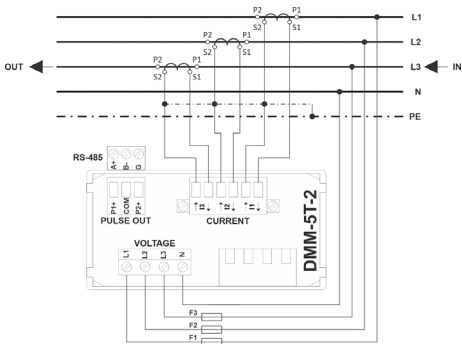 P2 P1
L1
S2 S1
P2 P1
L2
S2 S1
P2 P1
OUT
L3
IN
S2 S1
N
PE
RS-485
A+
B-
G
P1+
COM
P2+
PULSE OUT
I3
I2
I1
CURRENT
DMM-5T-2
VOLTAGE
L1
L2
L3
N
F3
F2
F1